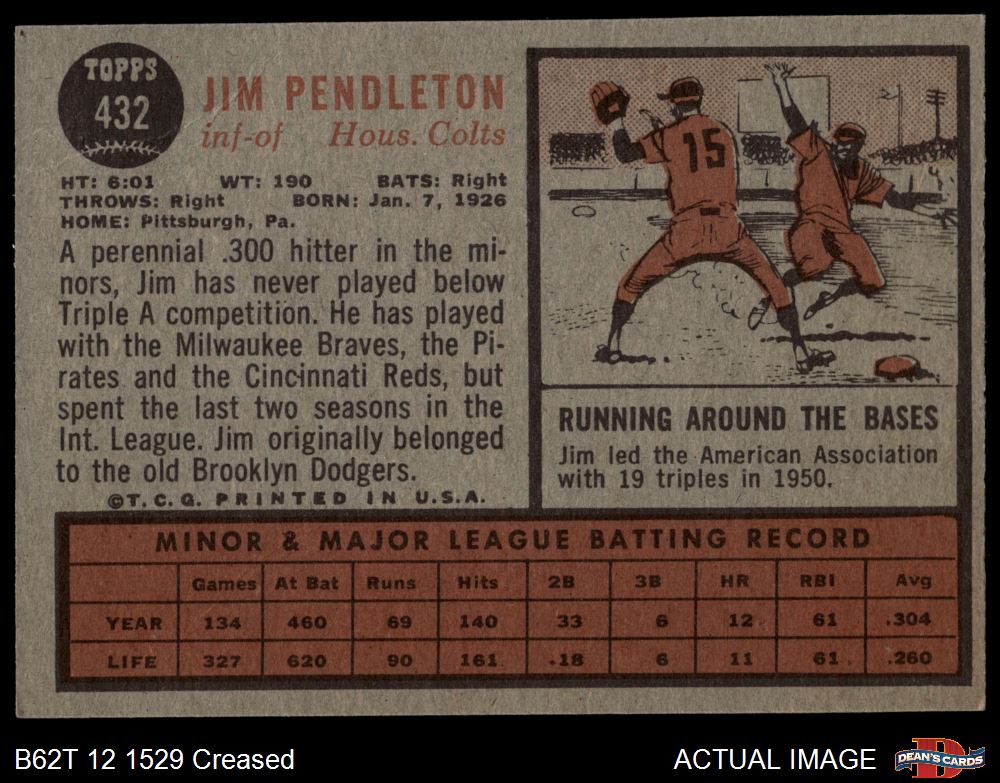 TOPPS
432
JIM PENDLETON
inf-of Hous. Colts
HT: 6:01 WT: 190 BATS: Right
THROWS: Right BORN: Jan. 7, 1926
HOME: Pittsburgh, Pa.
A perennial .300 hitter in the mi-
nors, Jim has never played below
Triple A competition. He has played
with the Milwaukee Braves, the Pi-
rates and the Cincinnati Reds, but
spent the last two seasons in the
Int. League. Jim originally belonged
to the old Brooklyn Dodgers.
©T.C.G. PRINTED IN U.S.A.
15
RUNNING AROUND THE BASES
Jim led the American Association
with 19 triples in 1950.
MINOR & MAJOR LEAGUE BATTING RECORD
Games At Bat Runs Hits 2B 3B HR RBI Avg
YEAR 134 460 69 140 33 6 12 61 .304
LIFE 327 620 90 161 18 6 11 61 .260
B62T 12 1529 Creased
ACTUAL IMAGE
D
DEAN'S CARDS